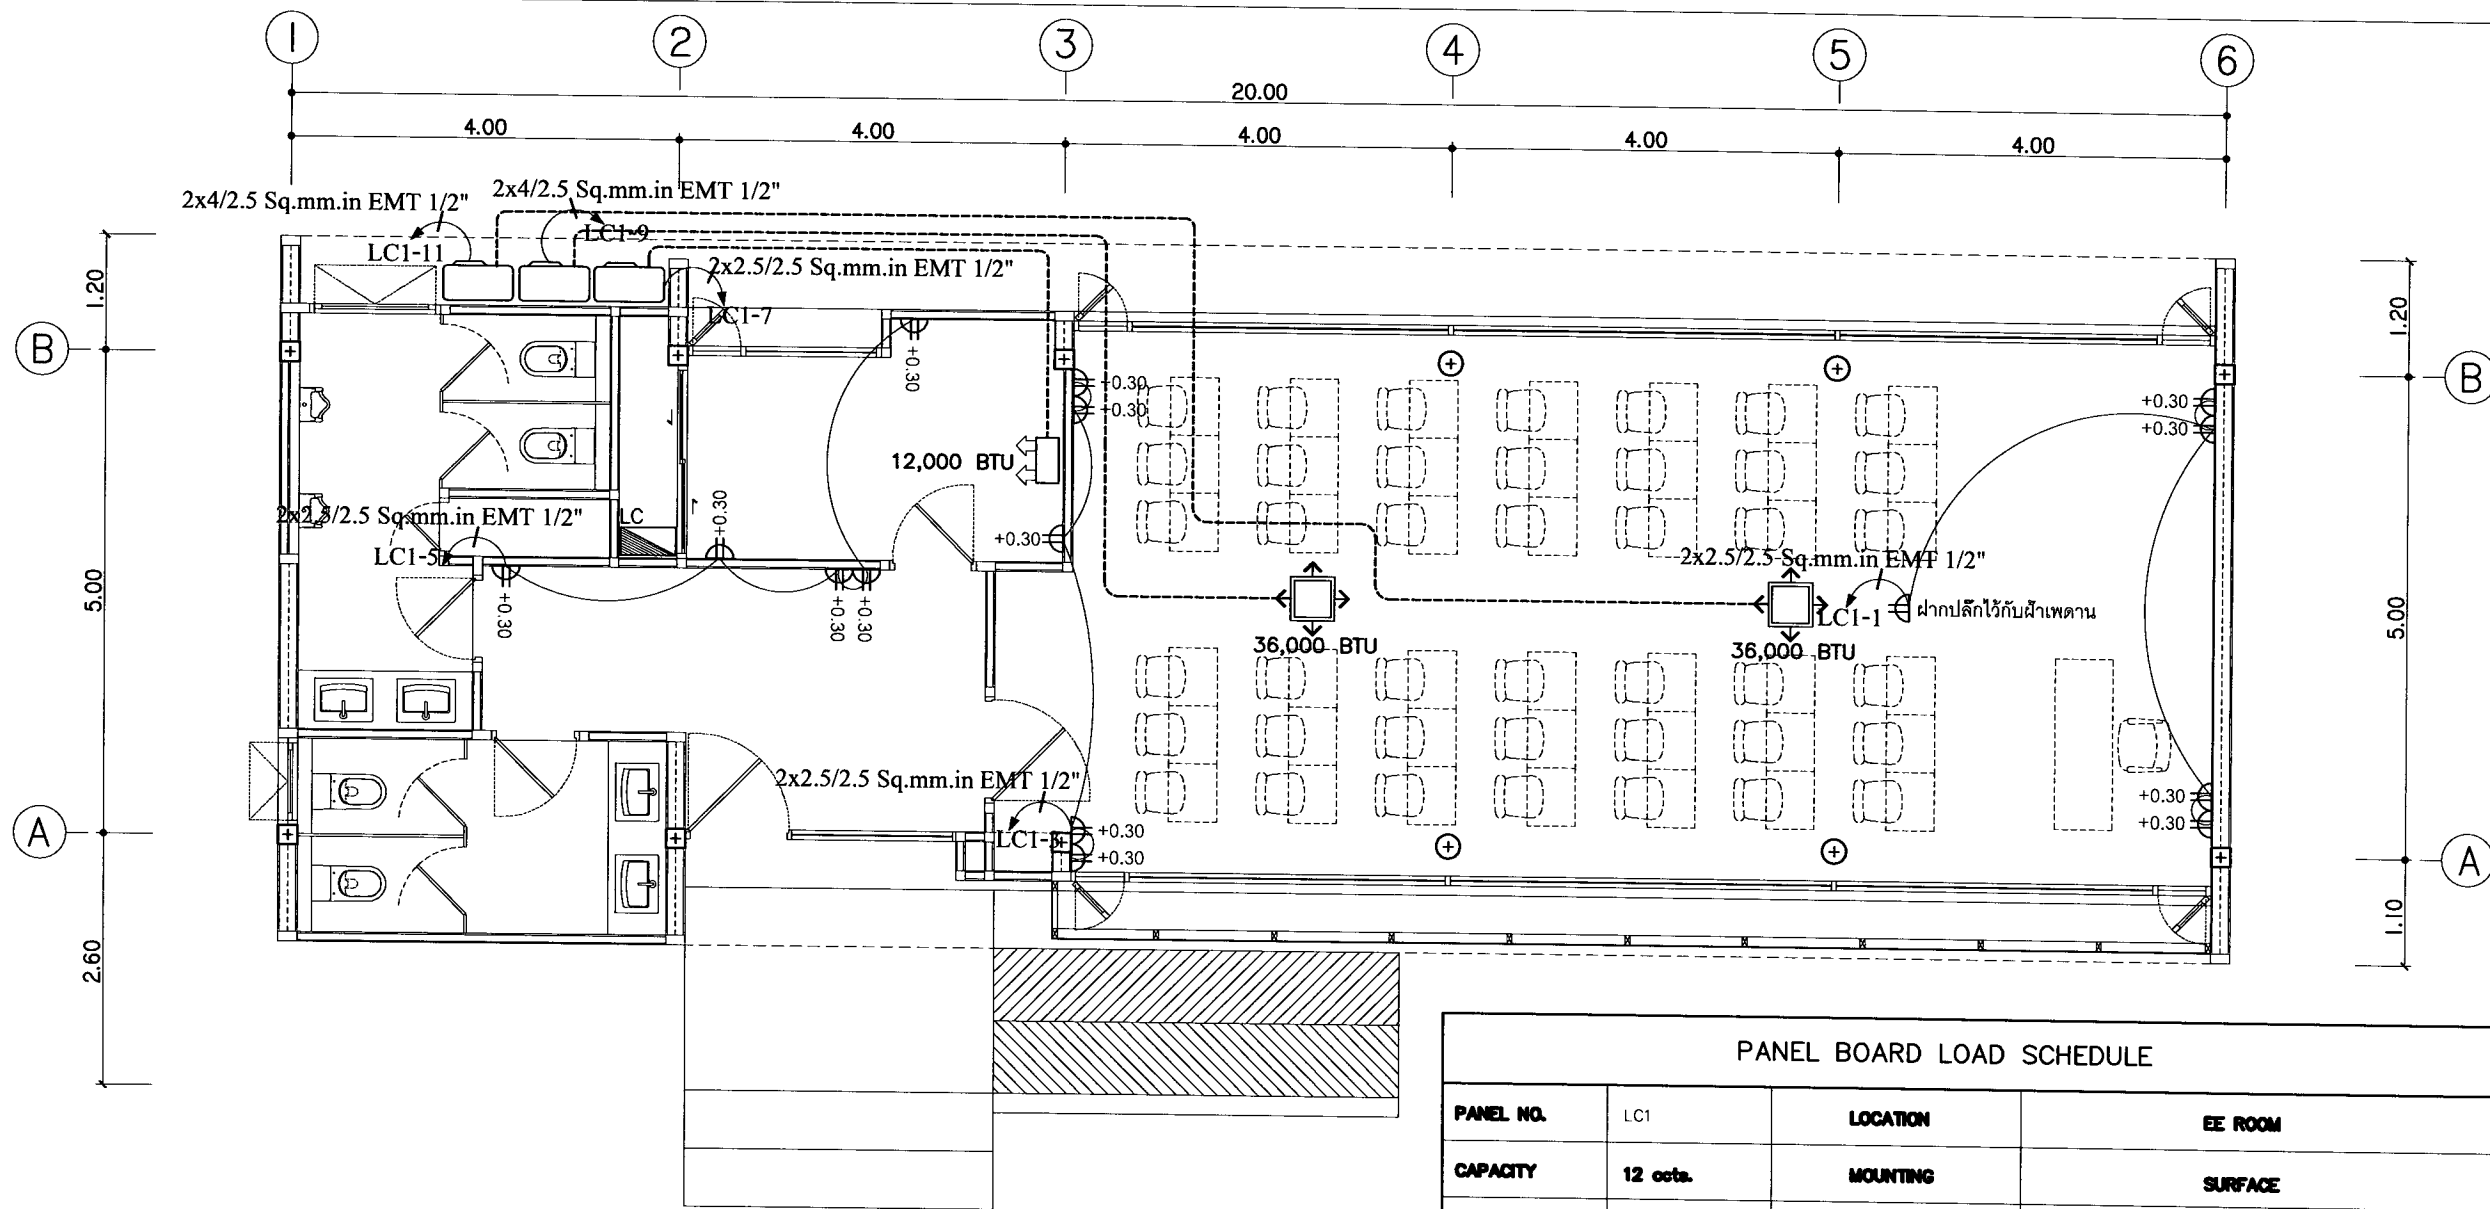 1
2
3
4
5
6
20.00
4.00
4.00
4.00
4.00
4.00
2x4/2.5 Sq.mm.in EMT 1/2"
2x4/2.5 Sq.mm.in EMT 1/2"
LC1-11
LC1-9
2x2.5/2.5 Sq.mm.in EMT 1/2"
LC1-7
1.20
1.20
B
B
+0.30
+0.30
+0.30
+0.30
+0.30
12,000 BTU
2x2.5/2.5 Sq.mm.in EMT 1/2"
LC
+0.30
+0.30
LC1-5
2x2.5/2.5 Sq.mm.in EMT 1/2"
5.00
5.00
+0.30
+0.30
+0.30
LC1-1
ฝากปลั๊กไว้กับฝ้าเพดาน
36,000 BTU
36,000 BTU
2x2.5/2.5 Sq.mm.in EMT 1/2"
+0.30
+0.30
LC1-3
+0.30
+0.30
A
A
2.60
1.10
PANEL BOARD LOAD SCHEDULE
PANEL NO. LC1 LOCATION EE ROOM
CAPACITY 12 ccts. MOUNTING SURFACE